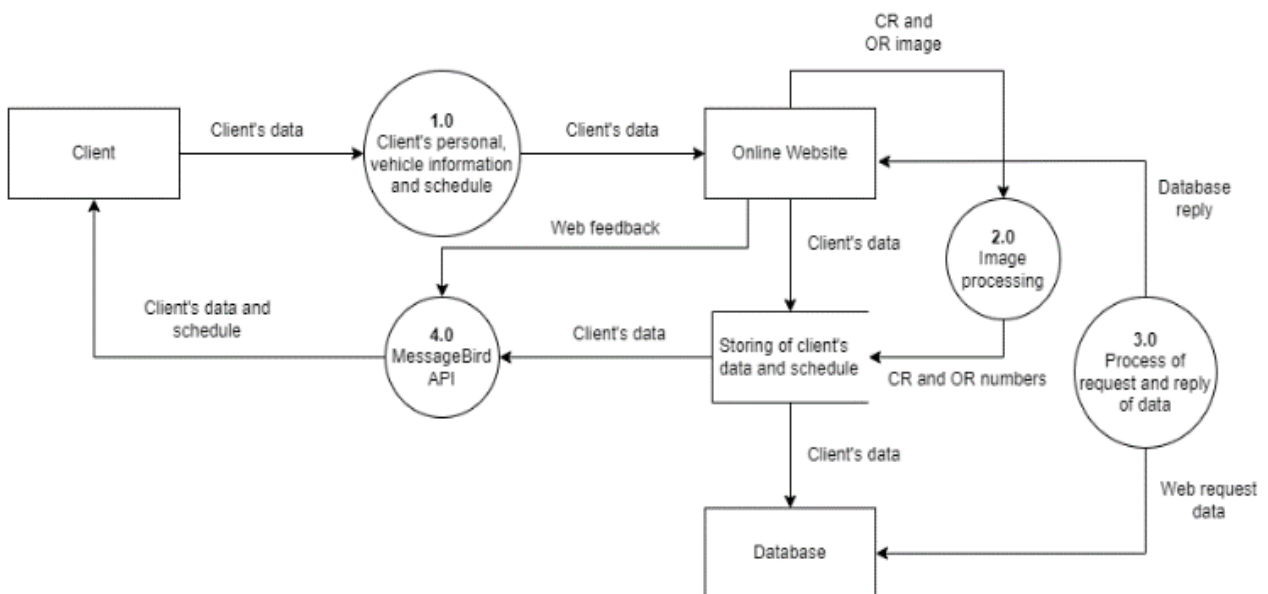 CR and
OR image
Client
Client's data
1.0
Client's personal,
vehicle information
and schedule
Client's data
Online Website
Database
reply
Web feedback
Client's data
2.0
Image
processing
Client's data and
schedule
4.0
MessageBird
API
Client's data
Storing of client's
data and schedule
CR and OR numbers
3.0
Process of
request and reply
of data
Client's data
Web request
data
Database